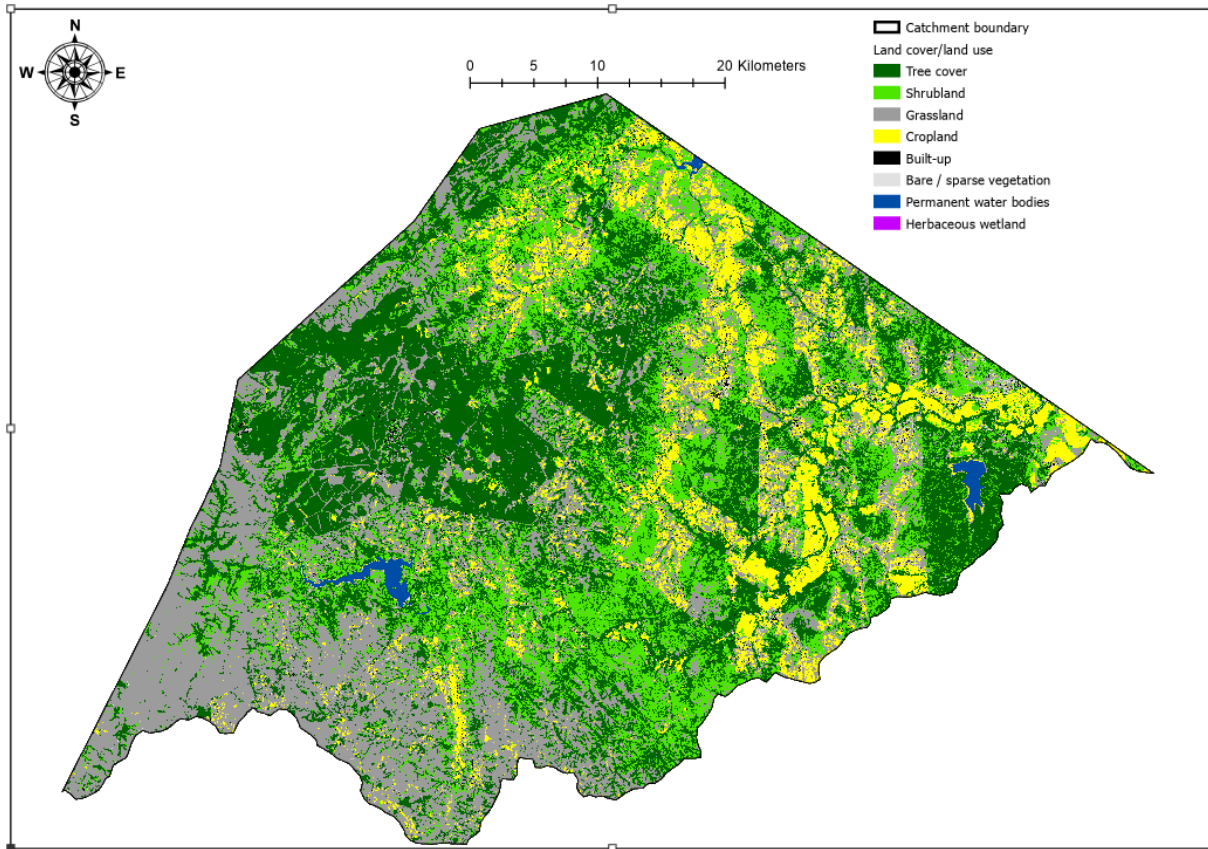 N
W
E
S
0 5 10 20 Kilometers
Catchment boundary
Land cover/land use
Tree cover
Shrubland
Grassland
Cropland
Built-up
Bare / sparse vegetation
Permanent water bodies
Herbaceous wetland